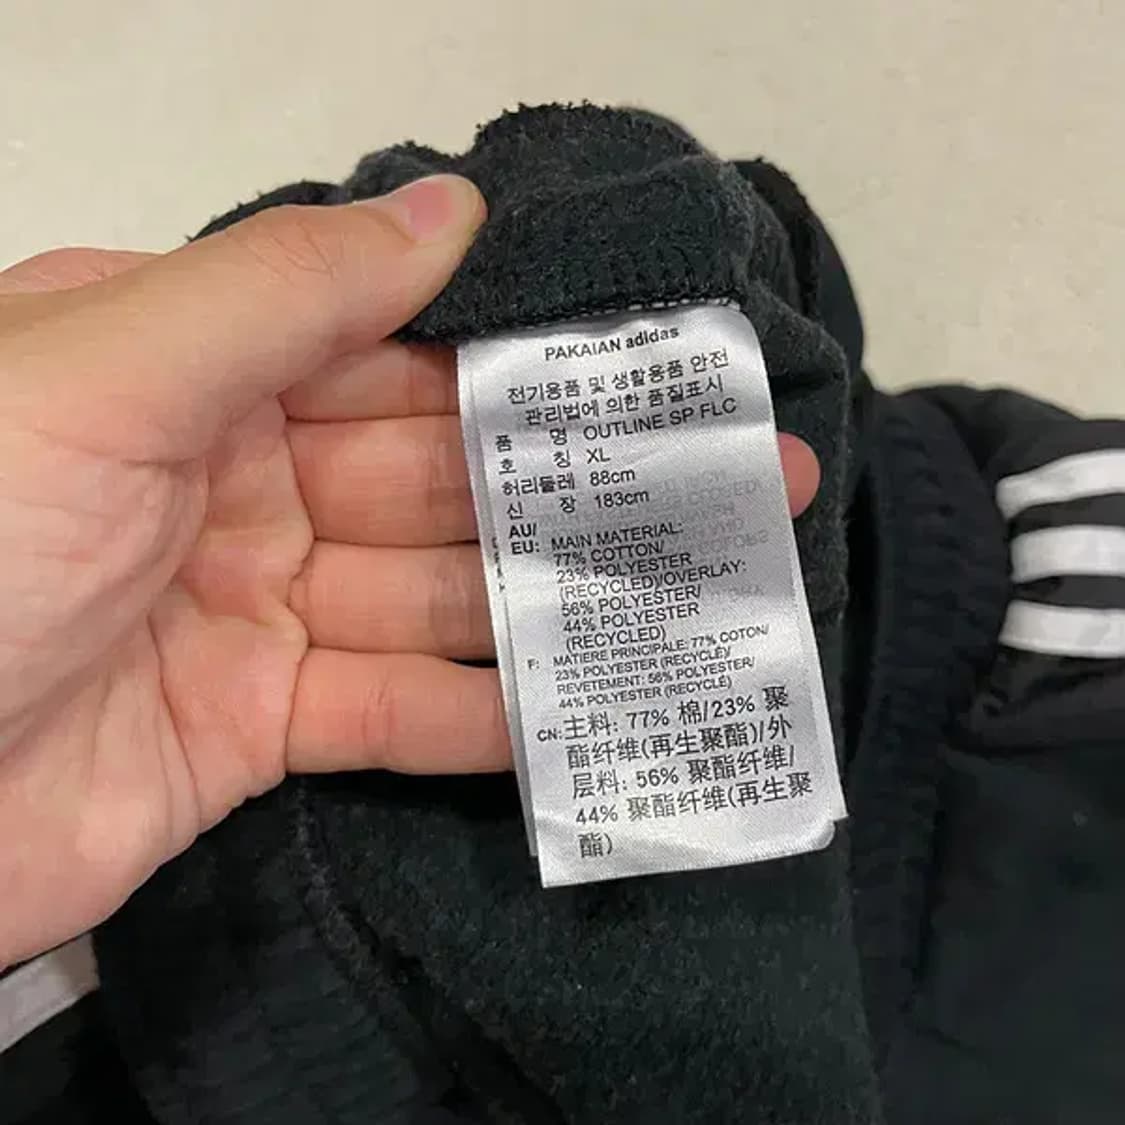 PAKAIAN adidas
전기용품 및 생활용품 안전
관리법에 의한 품질표시
품 명 OUTLINE SP FLC
호 칭 XL
허리둘레 88cm
신 장 183cm
AU/
EU: MAIN MATERIAL:
77% COTTON/
23% POLYESTER
(RECYCLED)/OVERLAY:
56% POLYESTER/
44% POLYESTER
(RECYCLED)
F: MATIERE PRINCIPALE: 77% COTON/
23% POLYESTER (RECYCLÉ)/
REVETEMENT: 56% POLYESTER/
44% POLYESTER (RECYCLÉ)
CN: 主料: 77% 棉/23% 聚
酯纤维(再生聚酯)/外
层料: 56% 聚酯纤维/
44% 聚酯纤维(再生聚
酯)